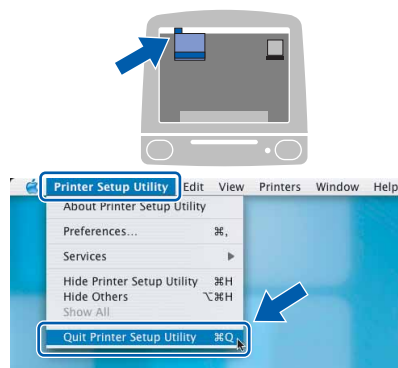 Printer Setup Utility Edit View Printers Window Help
About Printer Setup Utility
Preferences... ⌘,
Services ▶
Hide Printer Setup Utility ⌘H
Hide Others ⌥⌘H
Show All
Quit Printer Setup Utility ⌘Q